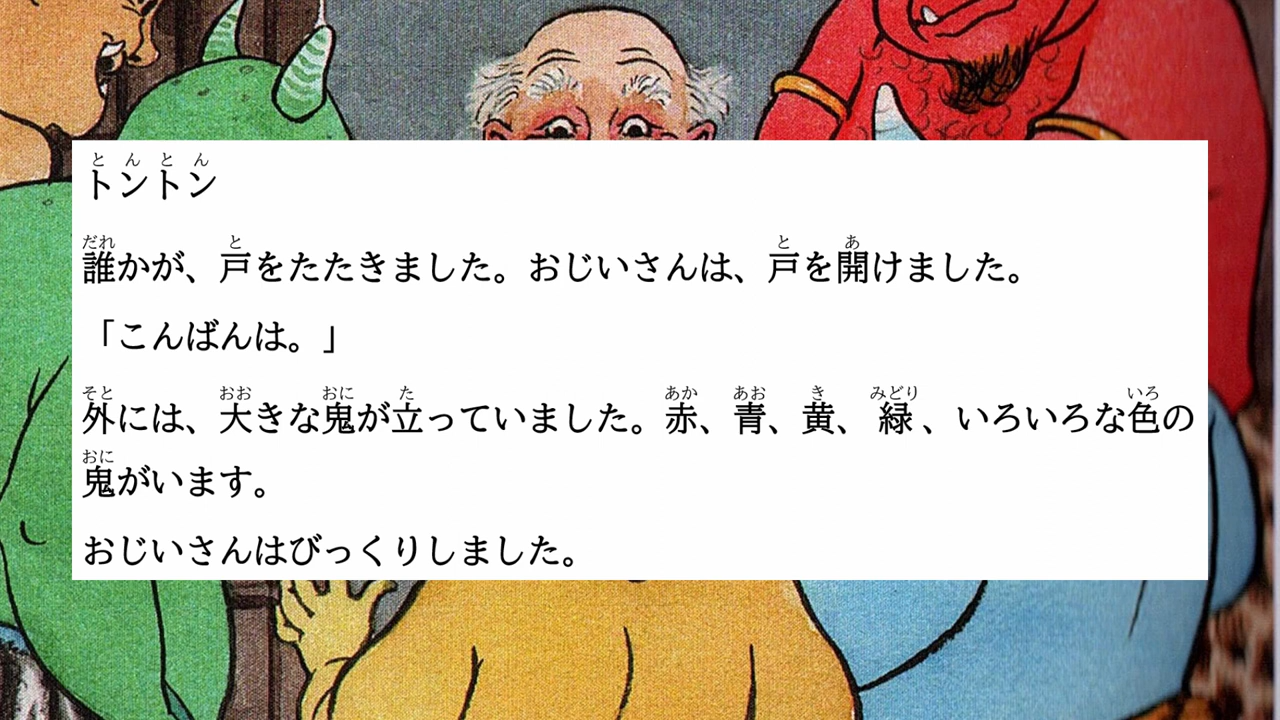 トントン
誰かが、戸をたたきました。おじいさんは、戸を開けました。
「こんばんは。」
外には、大きな鬼が立っていました。赤、青、黄、緑、いろいろな色の
鬼がいます。
おじいさんはびっくりしました。